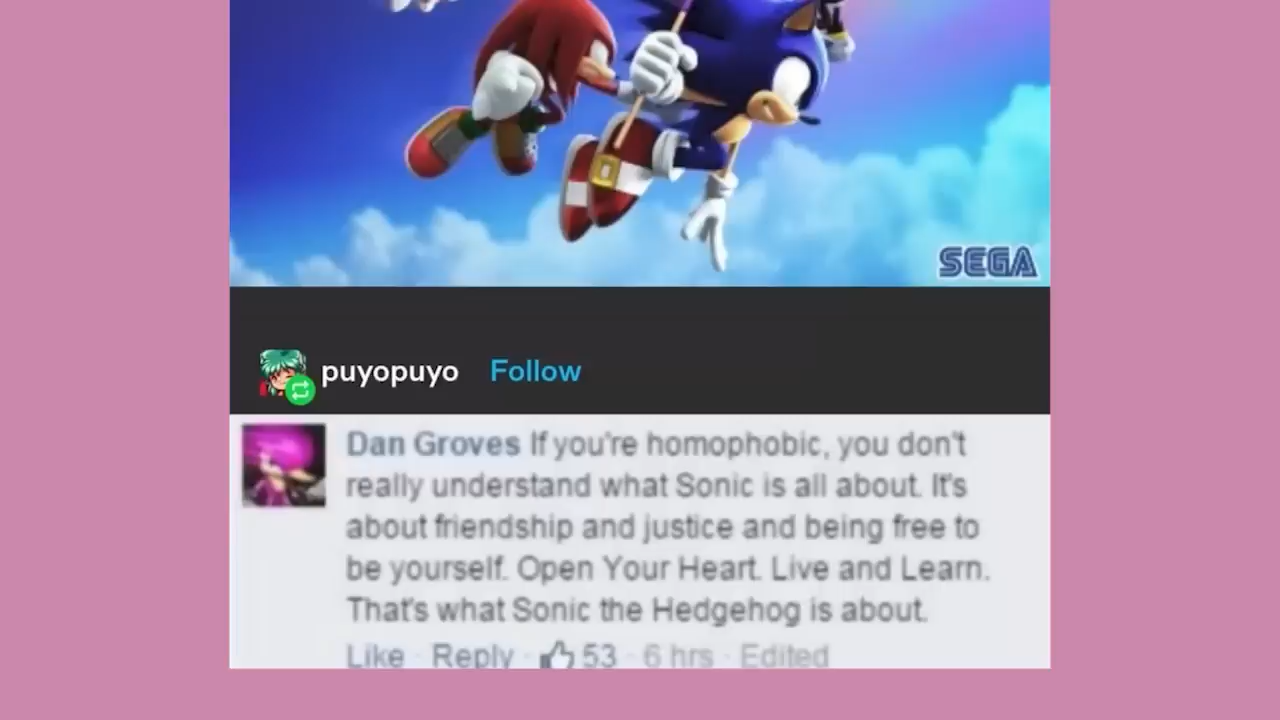 SEGA
puyopuyo Follow
Dan Groves If you're homophobic, you don't
really understand what Sonic is all about. It's
about friendship and justice and being free to
be yourself. Open Your Heart. Live and Learn.
That's what Sonic the Hedgehog is about.
Like · Reply · 53 · 6 hrs · Edited